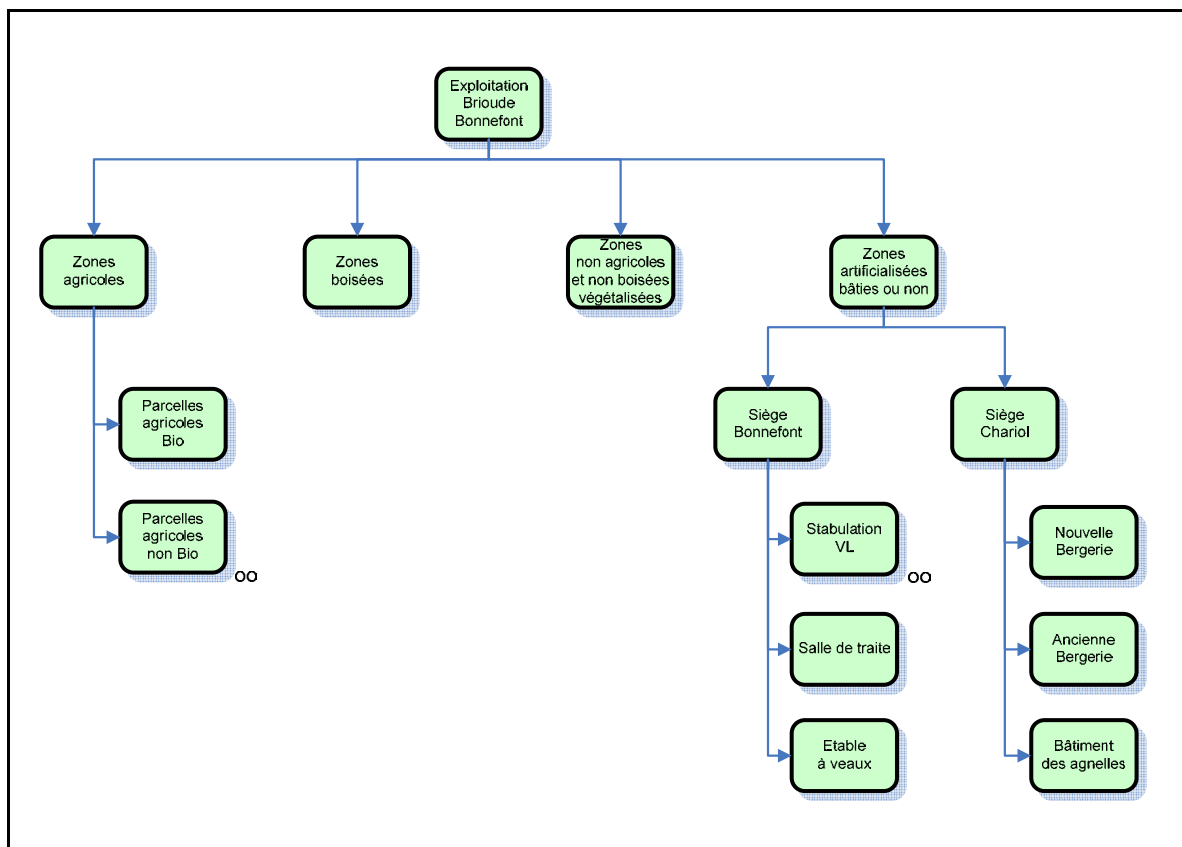 Exploitation
Brioude
Bonnefont
Zones
agricoles
Zones
boisées
Zones
non agricoles
et non boisées
végétalisées
Zones
artificialisées
bâties ou non
Parcelles
agricoles
Bio
Parcelles
agricoles
non Bio
oo
Siège
Bonnefont
Siège
Chariol
Stabulation
VL
oo
Salle de traite
Etable
à veaux
Nouvelle
Bergerie
Ancienne
Bergerie
Bâtiment
des agnelles